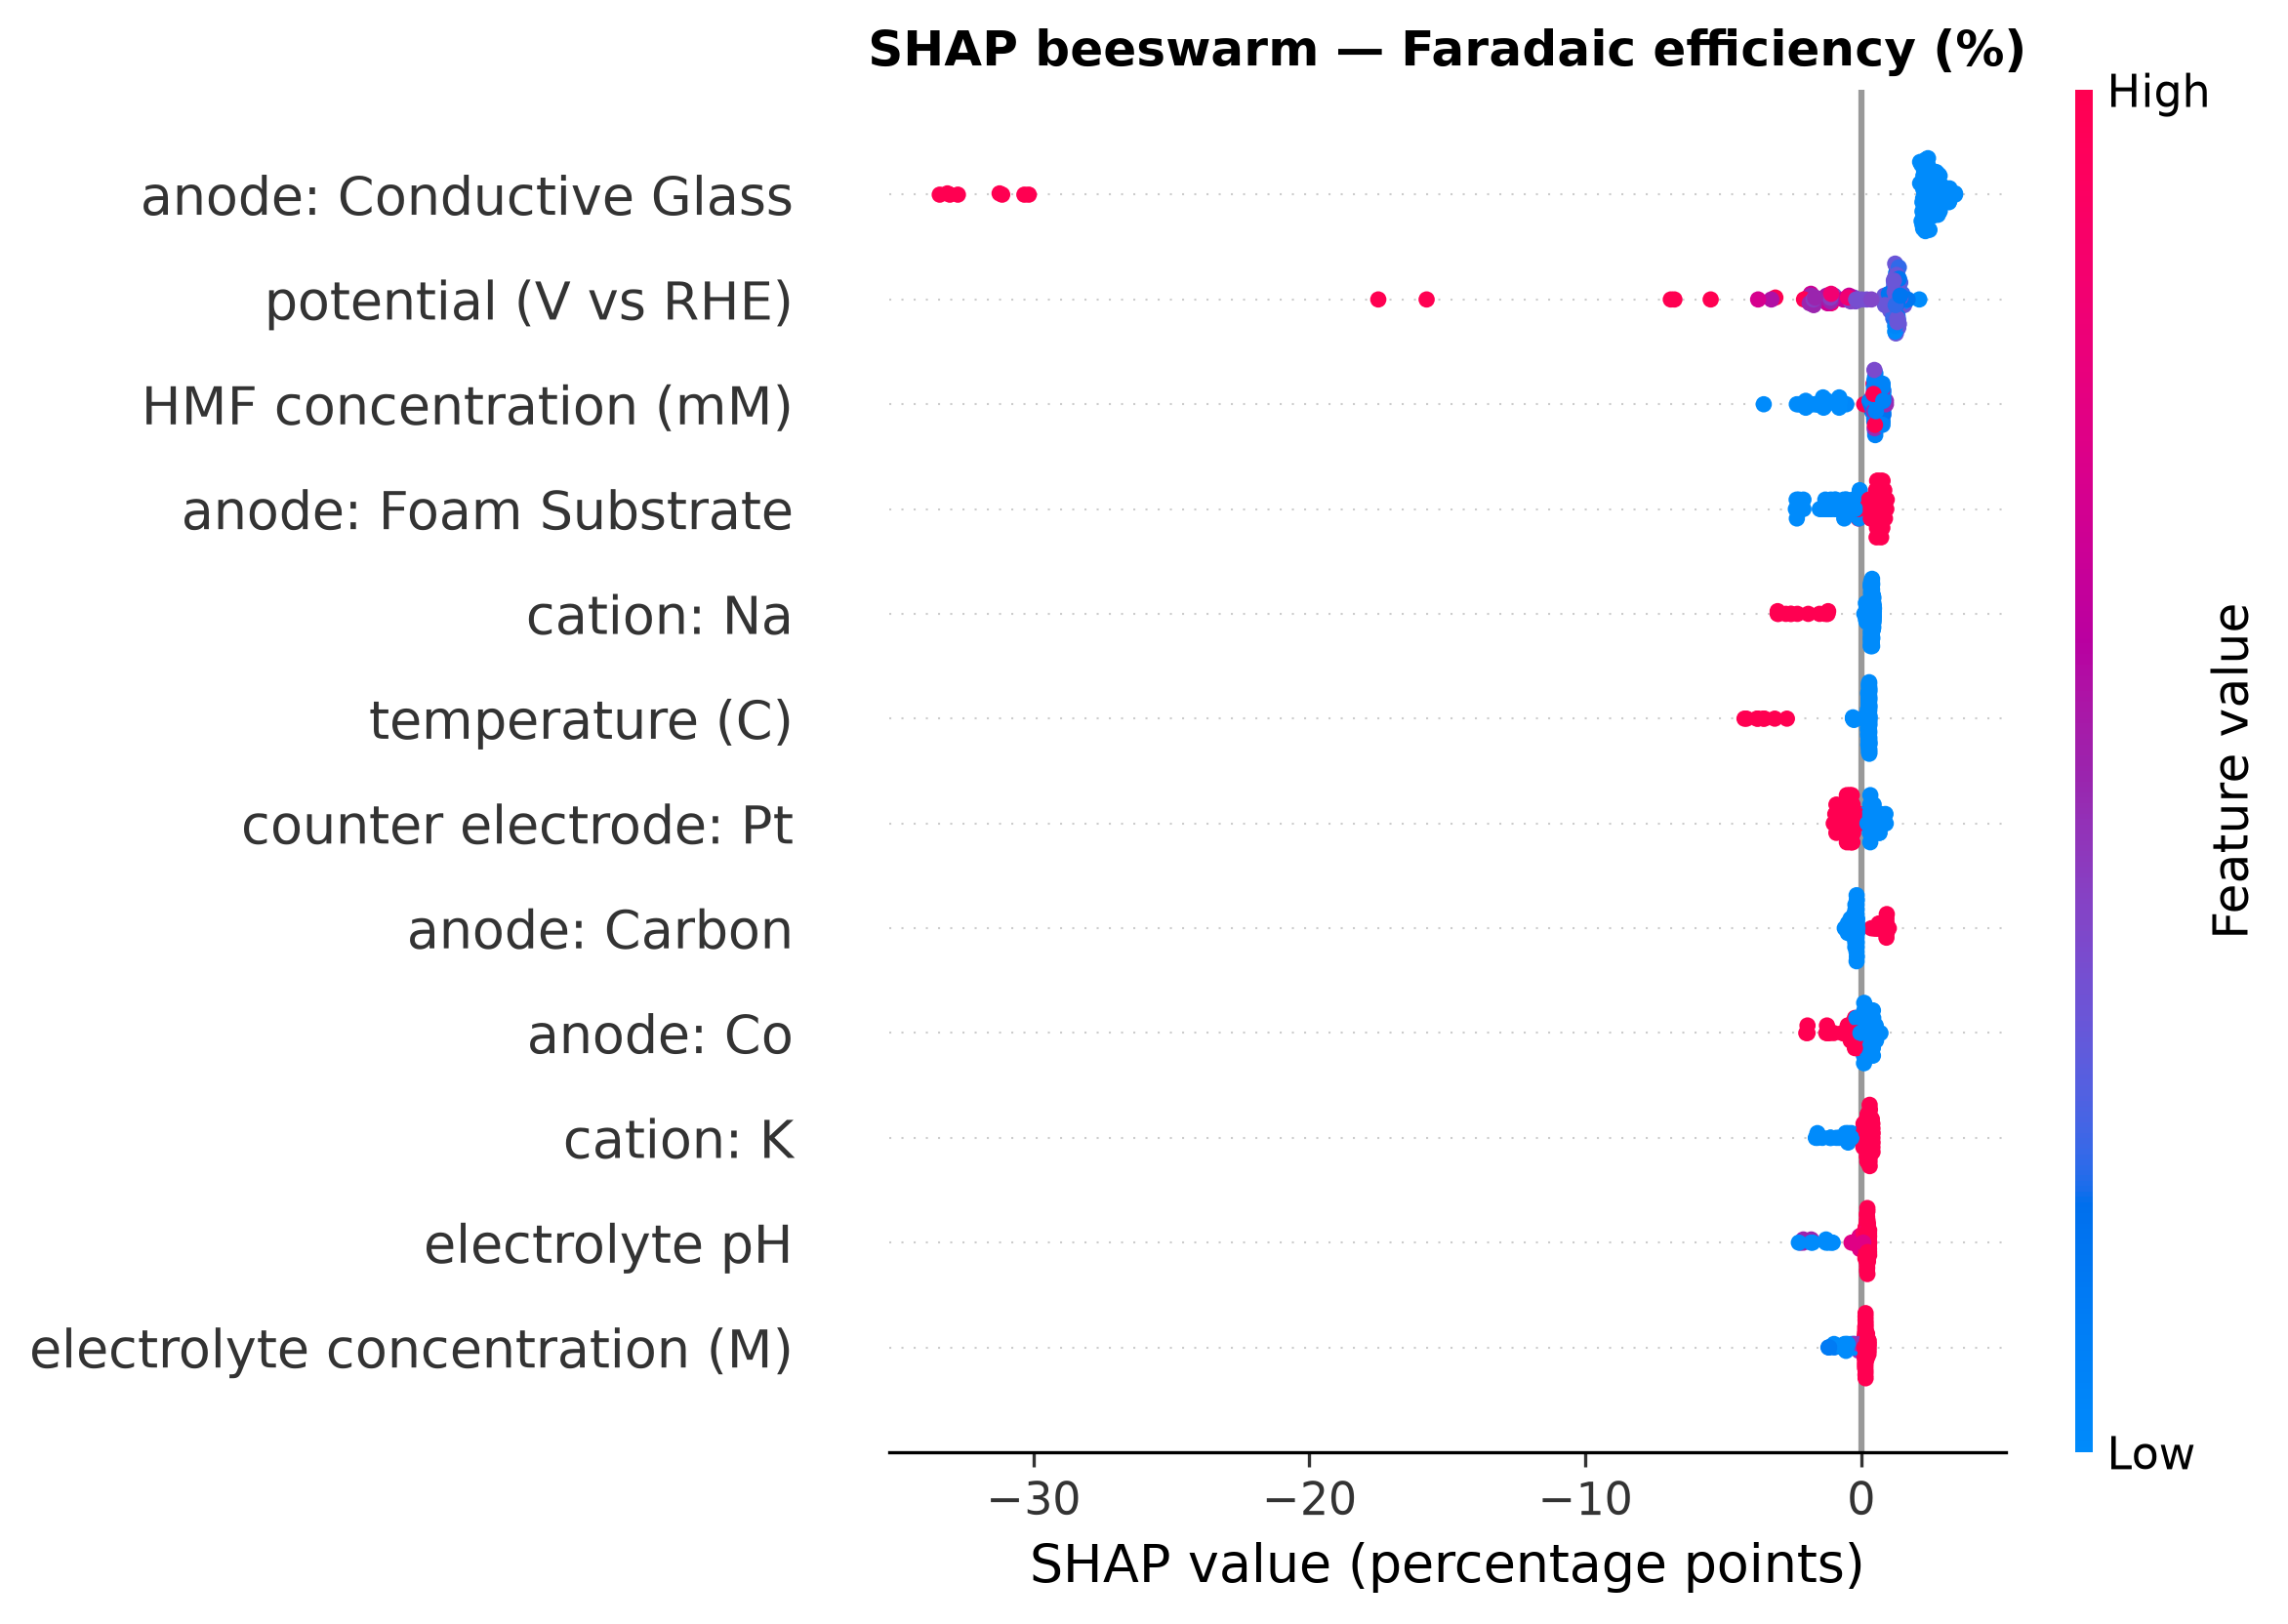 SHAP beeswarm — Faradaic efficiency (%)
High
anode: Conductive Glass
potential (V vs RHE)
HMF concentration (mM)
anode: Foam Substrate
cation: Na
temperature (C)
counter electrode: Pt
anode: Carbon
anode: Co
cation: K
electrolyte pH
electrolyte concentration (M)
Feature value
Low
−30 −20 −10 0
SHAP value (percentage points)